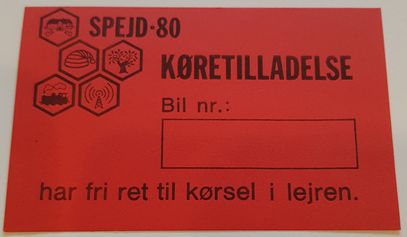 SPEJD·80
KØRETILLADELSE
Bil nr.:
har fri ret til kørsel i lejren.